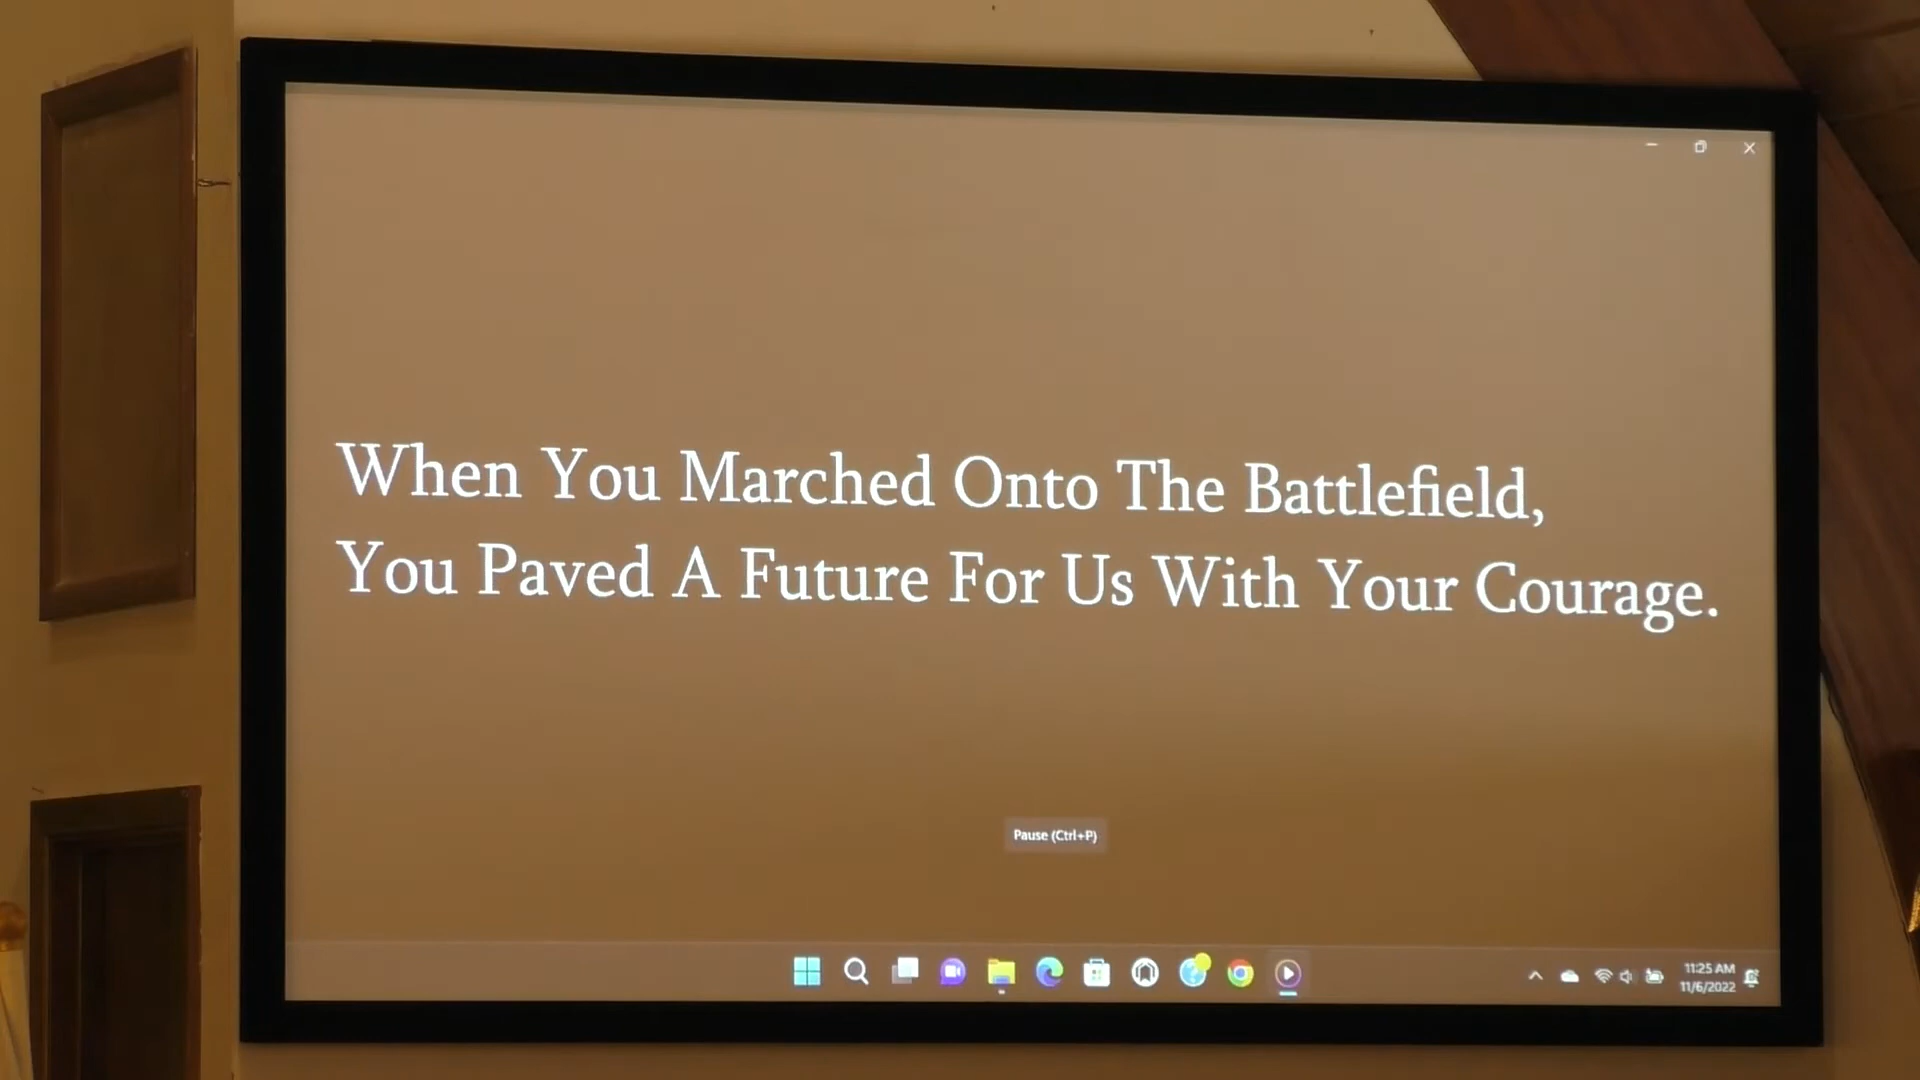 When You Marched Onto The Battlefield,
You Paved A Future For Us With Your Courage.
Pause (Ctrl+P)
11:25 AM
11/6/2022